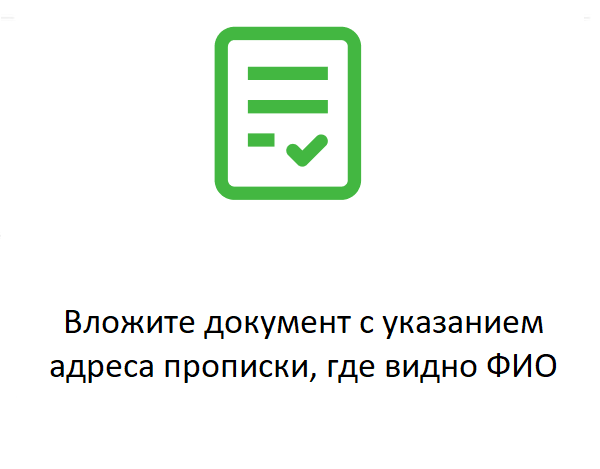 Вложите документ с указанием
адреса прописки, где видно ФИО